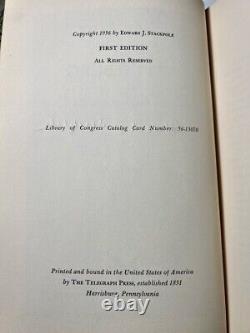 Copyright 1956 by EDWARD J. STACKPOLE
FIRST EDITION
ALL RIGHTS RESERVED
Library of Congress Catalog Card Number:
Printed and bound in the United States of America
by THE TELEGRAPH PRESS, established 1831
Harrisburg, Pennsylvania